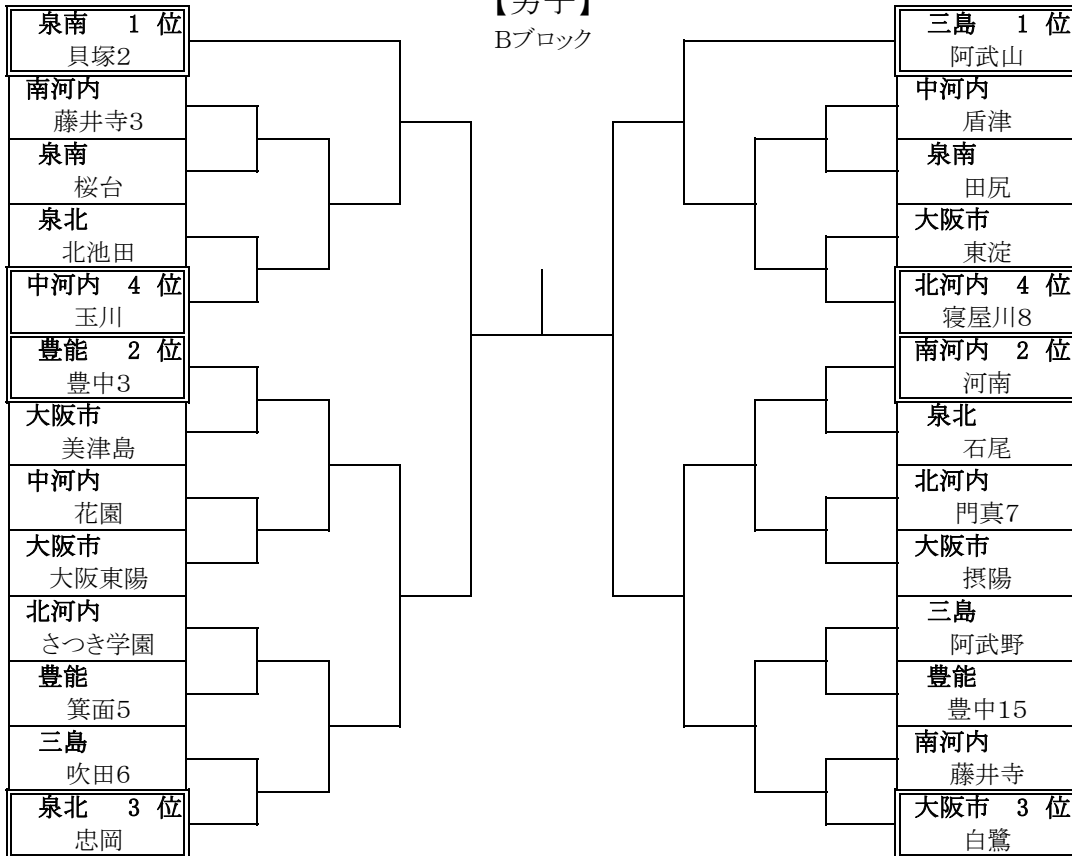 【男子】
Bブロック
泉南 1 位
貝塚2
南河内
藤井寺3
泉南
桜台
泉北
北池田
中河内 4 位
玉川
豊能 2 位
豊中3
大阪市
美津島
中河内
花園
大阪市
大阪東陽
北河内
さつき学園
豊能
箕面5
三島
吹田6
泉北 3 位
忠岡
三島 1 位
阿武山
中河内
盾津
泉南
田尻
大阪市
東淀
北河内 4 位
寝屋川8
南河内 2 位
河南
泉北
石尾
北河内
門真7
大阪市
摂陽
三島
阿武野
豊能
豊中15
南河内
藤井寺
大阪市 3 位
白鷺